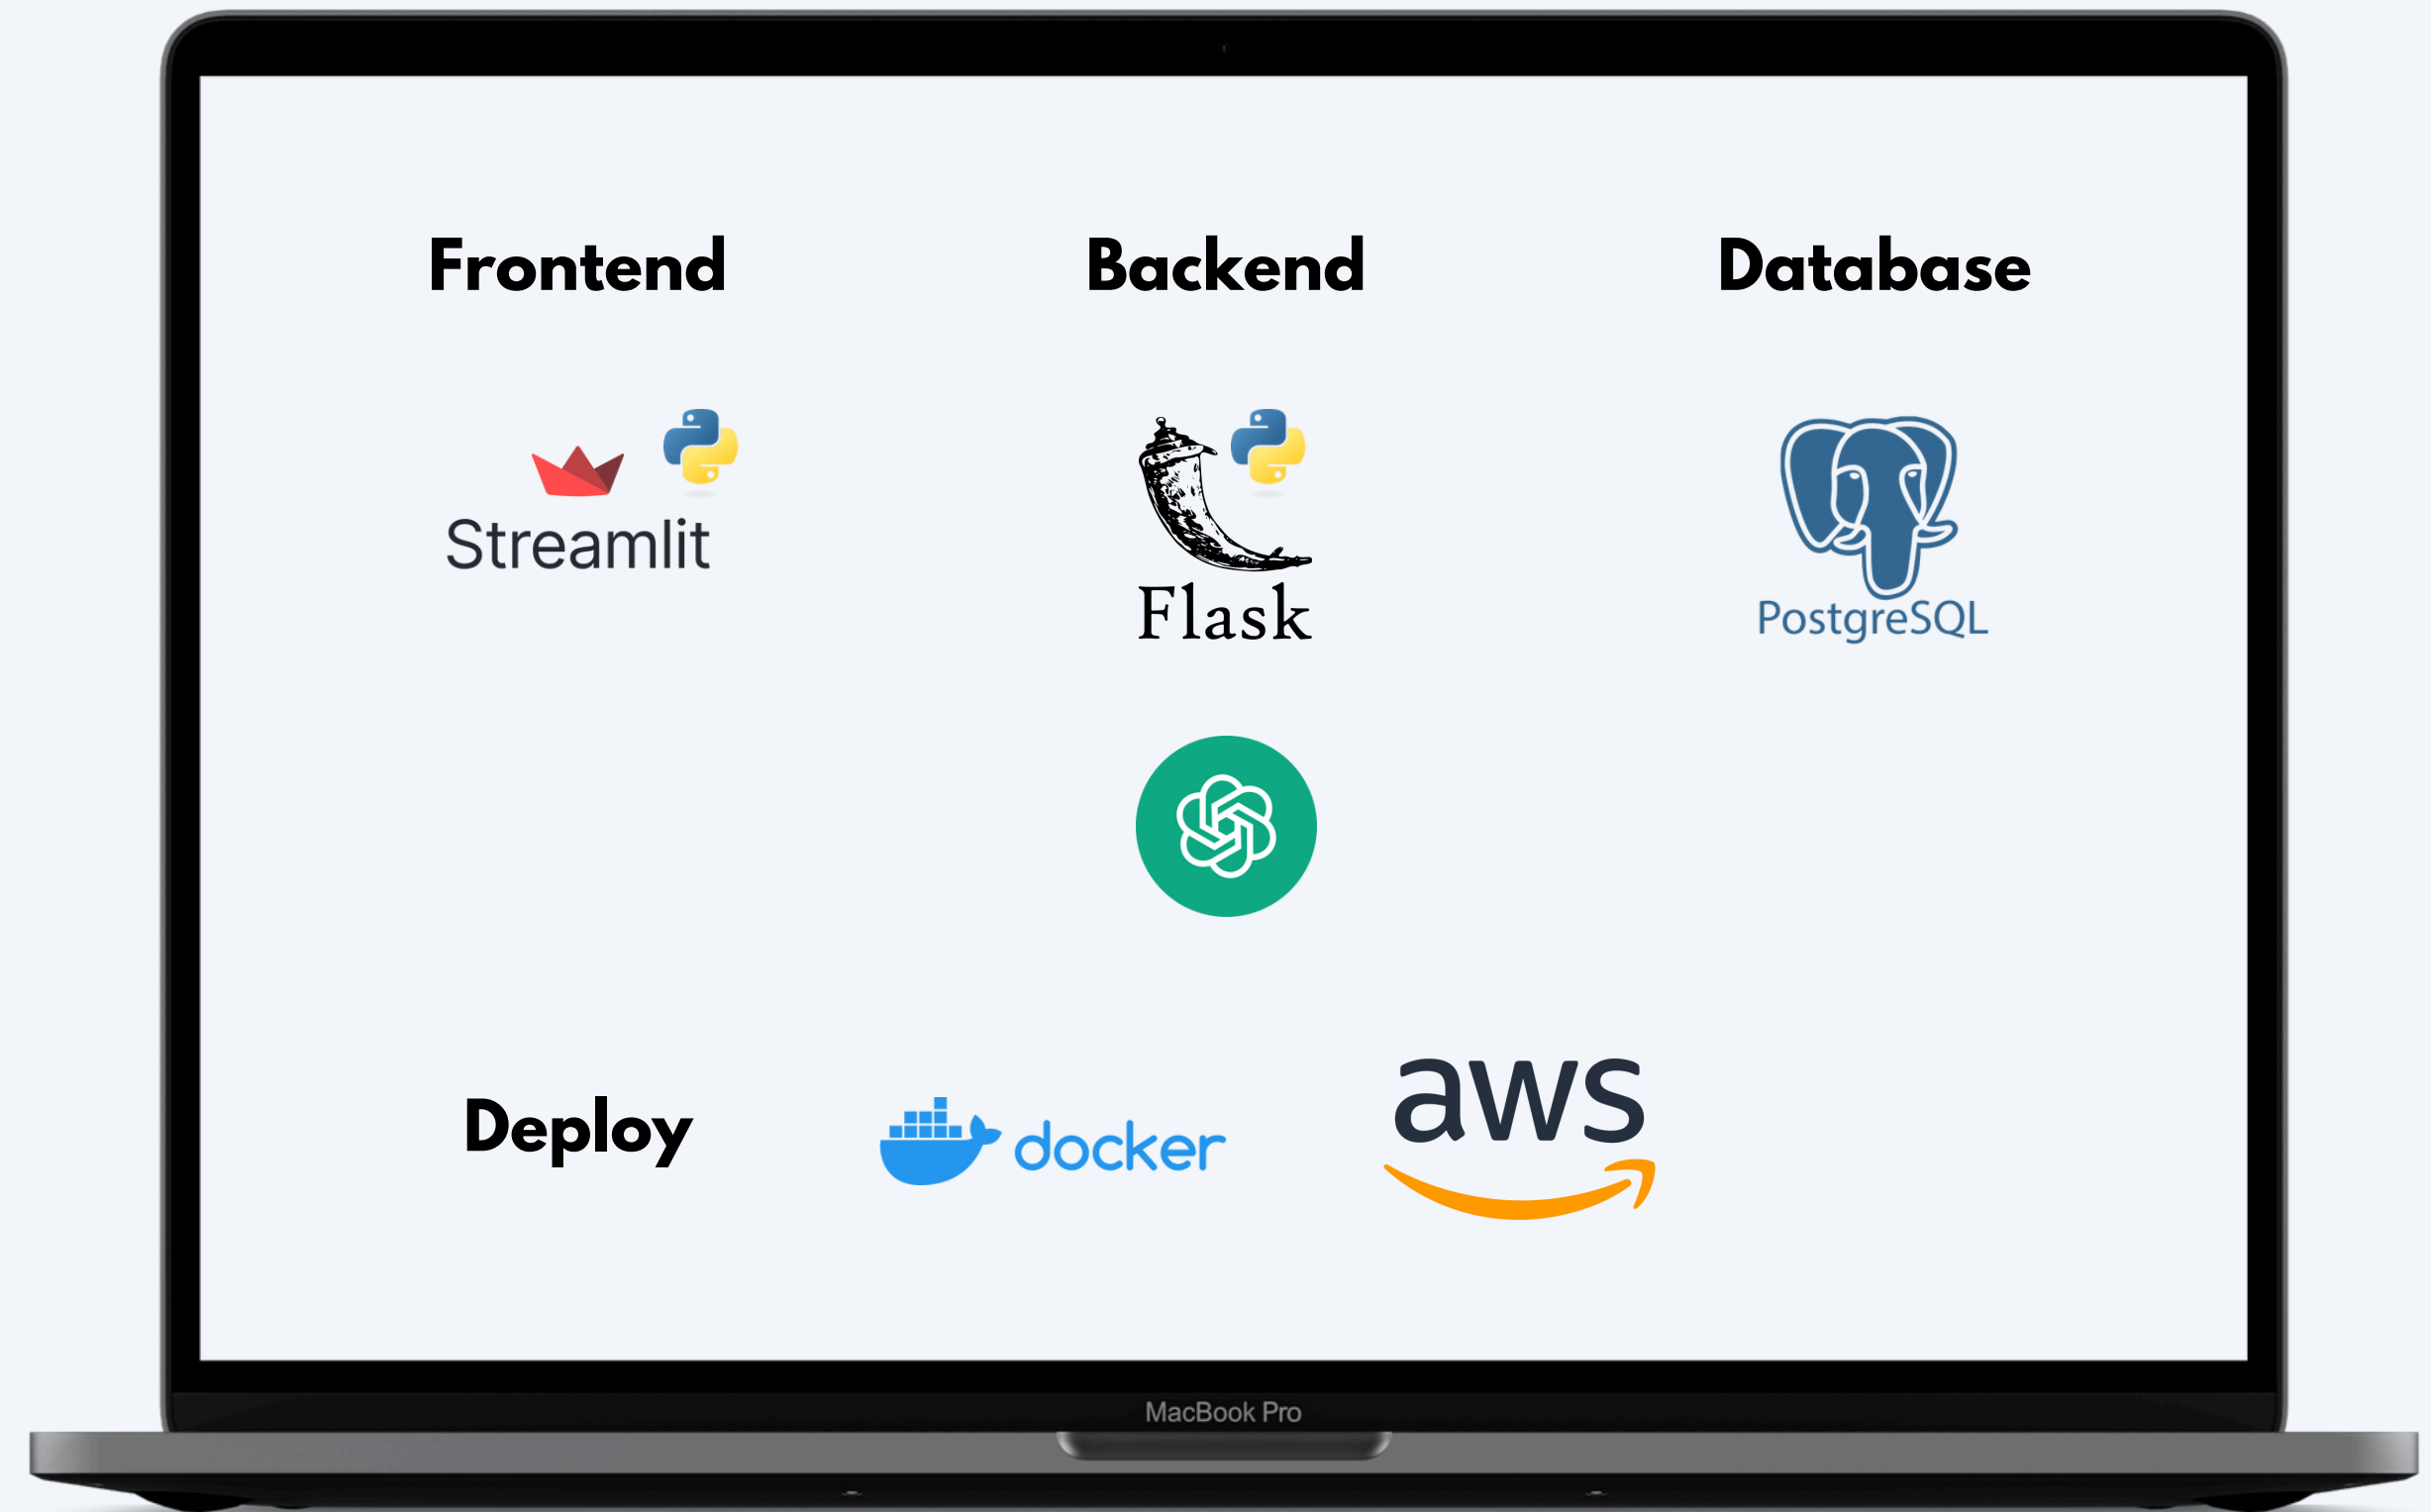 Frontend
Backend
Database
Streamlit
Flask
PostgreSQL
Deploy
docker
aws
MacBook Pro